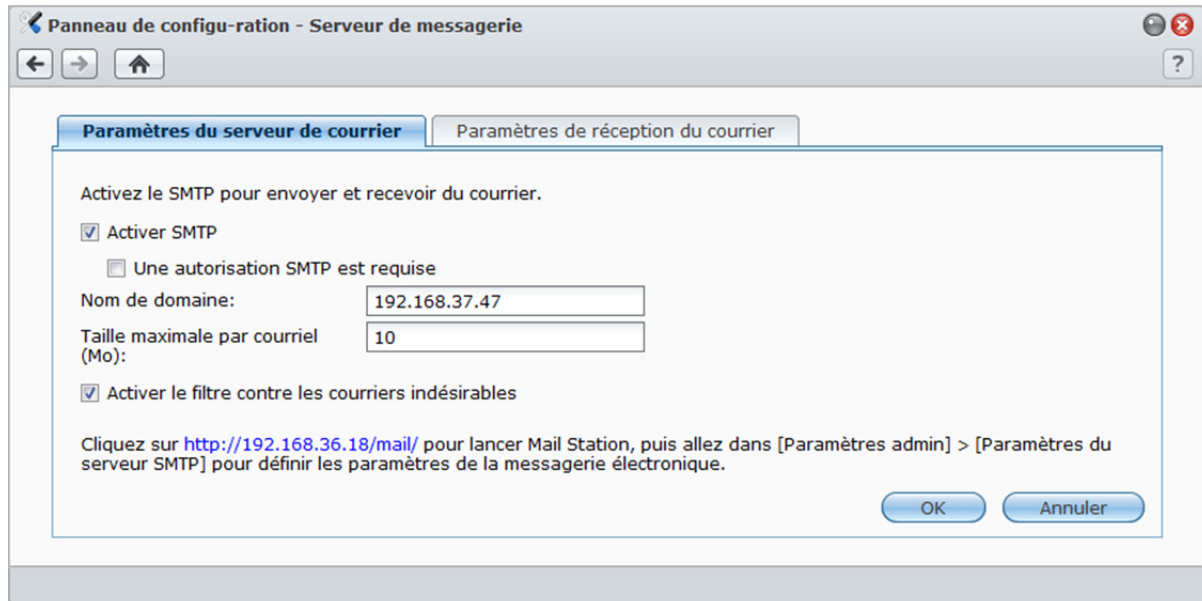 Panneau de configu-ration - Serveur de messagerie
?
Paramètres du serveur de courrier
Paramètres de réception du courrier
Activez le SMTP pour envoyer et recevoir du courrier.
Activer SMTP
Une autorisation SMTP est requise
Nom de domaine:
192.168.37.47
Taille maximale par courriel
(Mo):
10
Activer le filtre contre les courriers indésirables
Cliquez sur http://192.168.36.18/mail/ pour lancer Mail Station, puis allez dans [Paramètres admin] > [Paramètres du
serveur SMTP] pour définir les paramètres de la messagerie électronique.
OK
Annuler